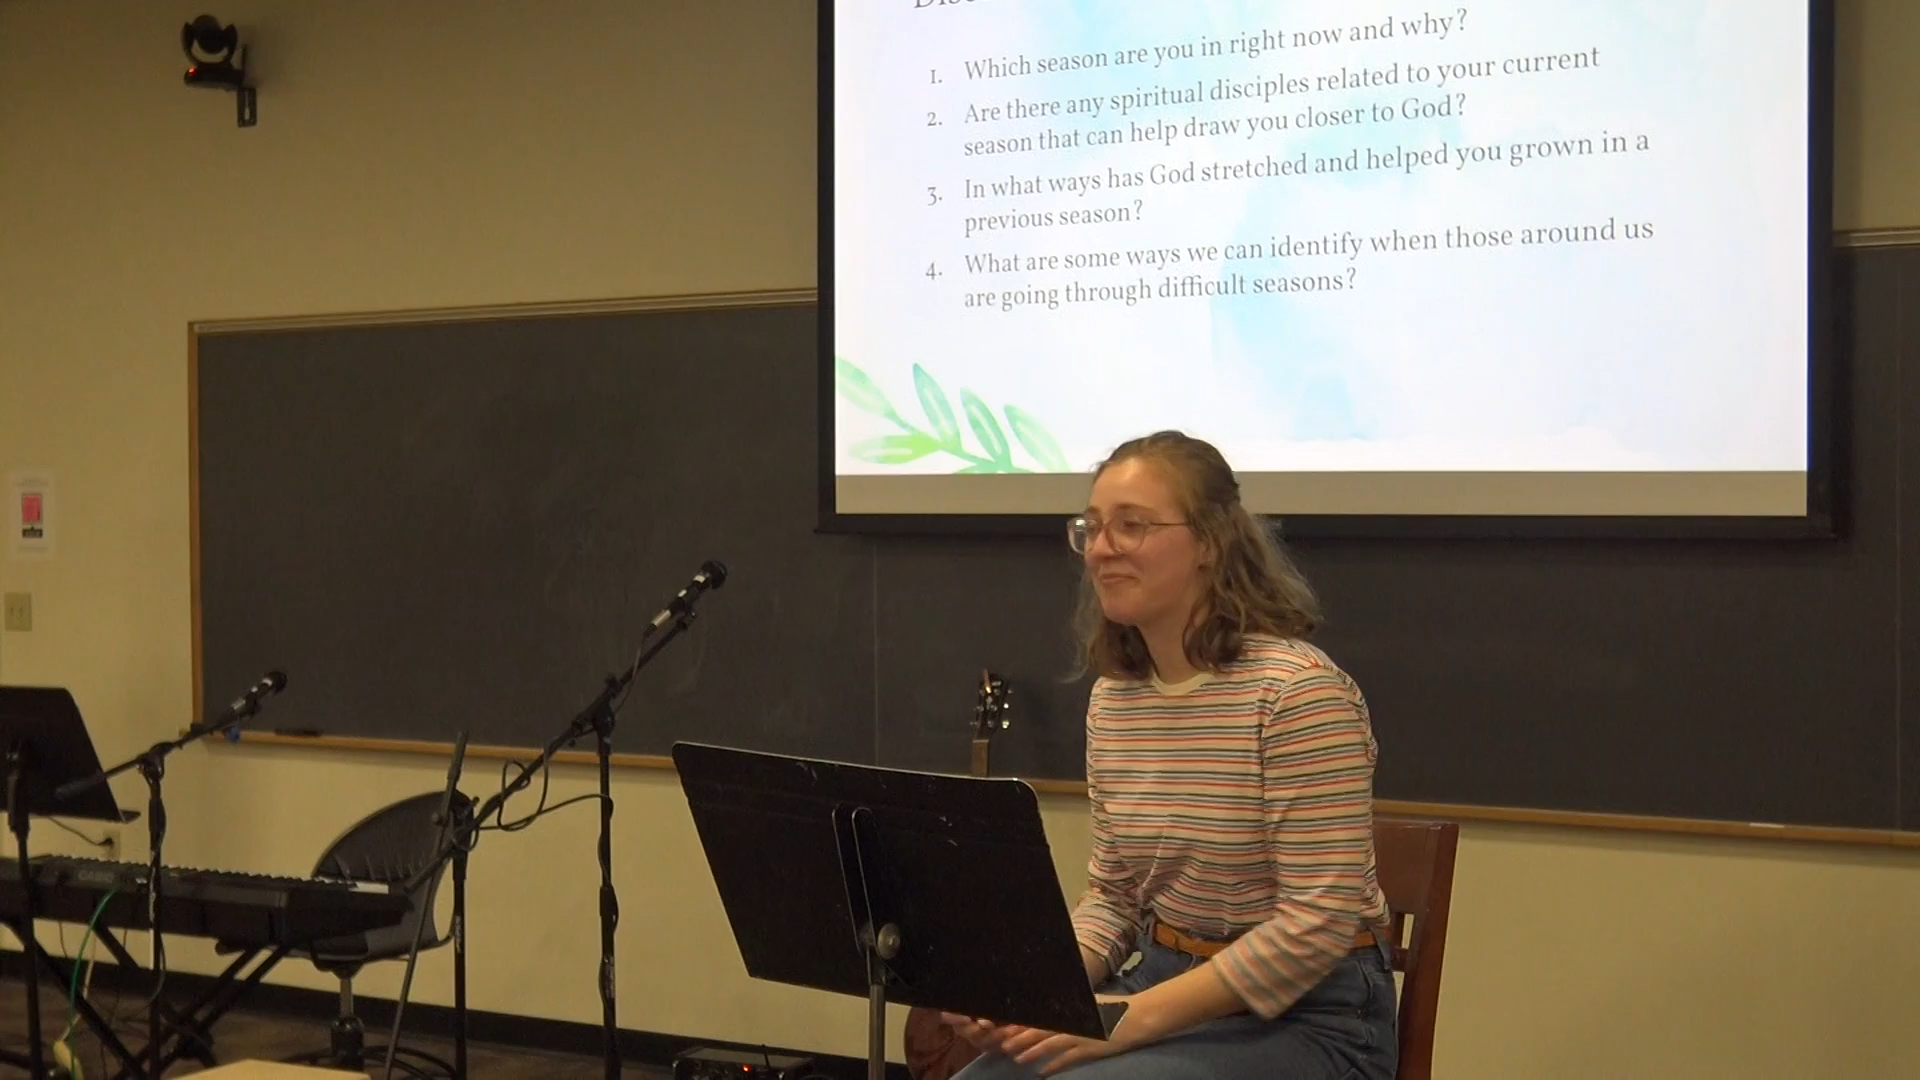 1. Which season are you in right now and why?
2. Are there any spiritual disciples related to your current
season that can help draw you closer to God?
3. In what ways has God stretched and helped you grown in a
previous season?
4. What are some ways we can identify when those around us
are going through difficult seasons?
CASIO